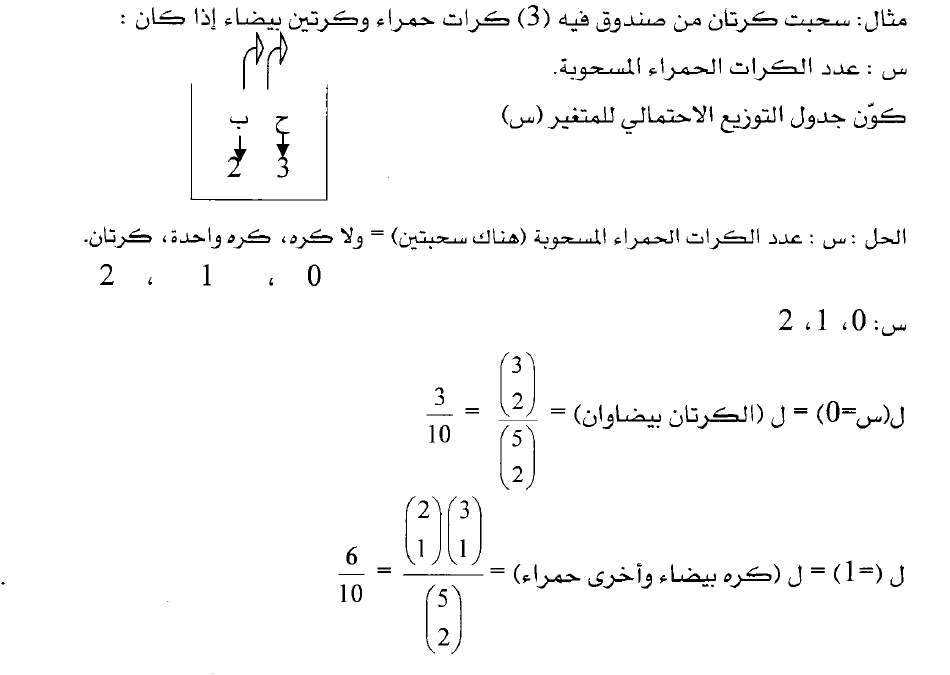 مثال: سحبت كرتان من صندوق فيه (3) كرات حمراء وكرتين بيضاء إذا كان :
س : عدد الكرات الحمراء المسحوبة.
كوّن جدول التوزيع الاحتمالي للمتغير (س)
ح ب
3 2
الحل : س : عدد الكرات الحمراء المسحوبة (هناك سحبتين) = ولا كره، كره واحدة، كرتان.
0 ، 1 ، 2
س: 0، 1، 2
ل(س=0) = ل (الكرتان بيضاوان) = (3 2)/(5 2) = 3/10
ل (=1) = ل (كره بيضاء وأخرى حمراء) = (2 1)(3 1)/(5 2) = 6/10